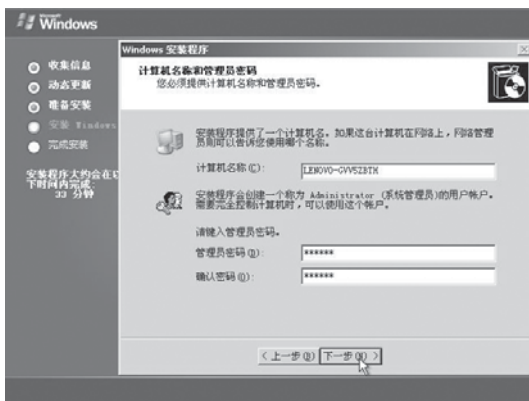 Microsoft
Windows
收集信息
动态更新
准备安装
安装 Windows
完成安装
安装程序大约会在
下时间内完成:
33 分钟
Windows 安装程序
计算机名称和管理员密码
您必须提供计算机名称和管理员密码。
安装程序提供了一个计算机名。如果这台计算机在网络上,网络管理
员则可以告诉您使用哪个名称。
计算机名称(C):
LENOVO-GVV5ZBTH
安装程序会创建一个称为 Administrator (系统管理员)的用户帐户。
需要完全控制计算机时,可以使用这个帐户。
请键入管理员密码。
管理员密码(D):
******
确认密码(O):
******
<上一步(B)
下一步(N) >